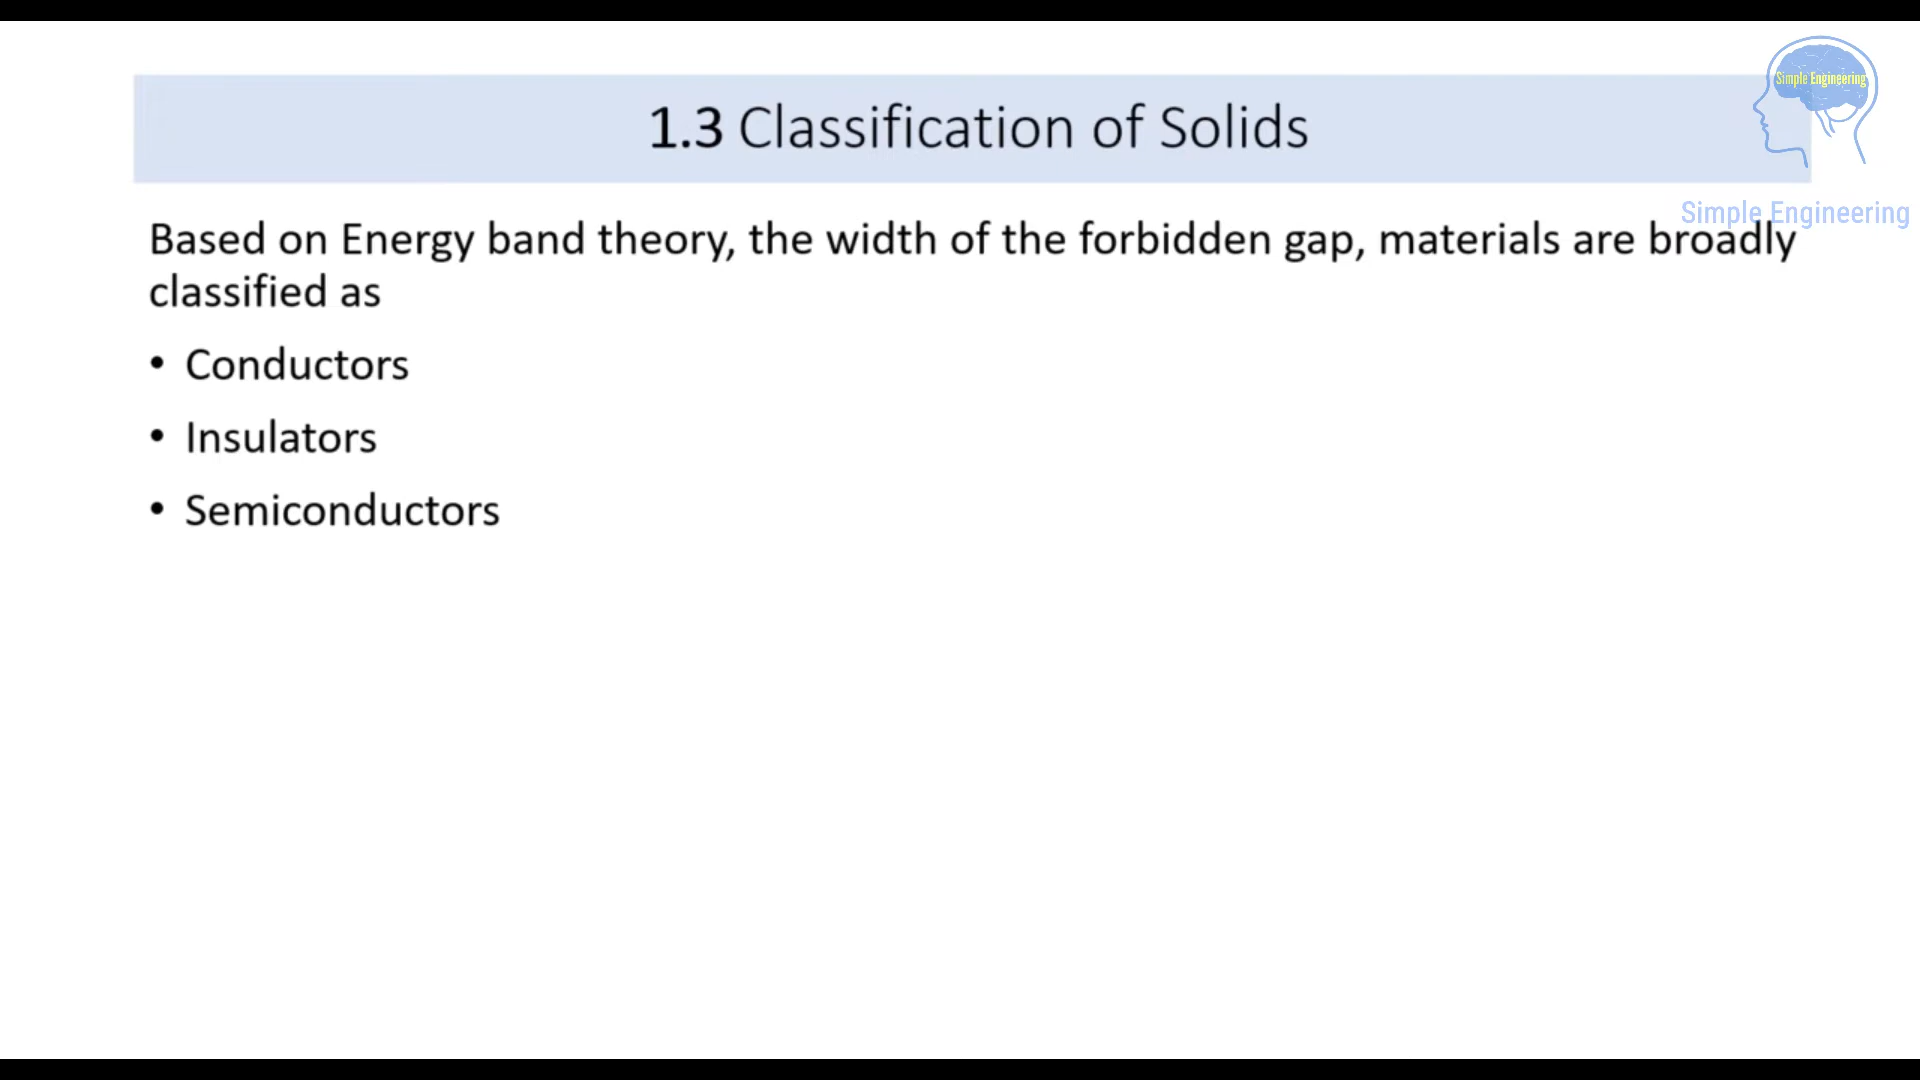 Simple Engineering
1.3 Classification of Solids
Simple Engineering
Based on Energy band theory, the width of the forbidden gap, materials are broadly
classified as
• Conductors
• Insulators
• Semiconductors